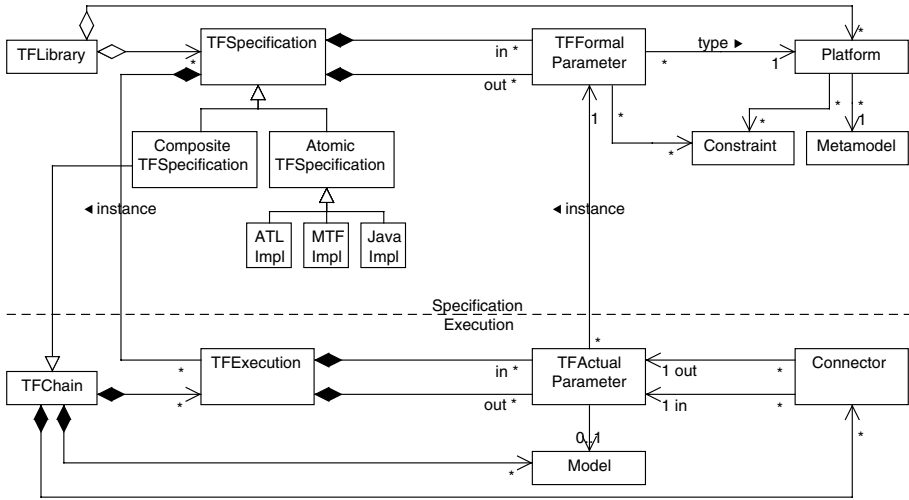 TFLibrary
*
TFSpecification
in *
out *
TFFormal
Parameter
*
type ►
1
*
Platform
*
*
*
1
Constraint
Metamodel
*
*
1
Composite
TFSpecification
Atomic
TFSpecification
◄ instance
◄ instance
ATL
Impl
MTF
Impl
Java
Impl
Specification
Execution
*
TFChain
*
*
TFExecution
in *
out *
TFActual
Parameter
1 out
1 in
*
*
Connector
*
0..1
*
Model